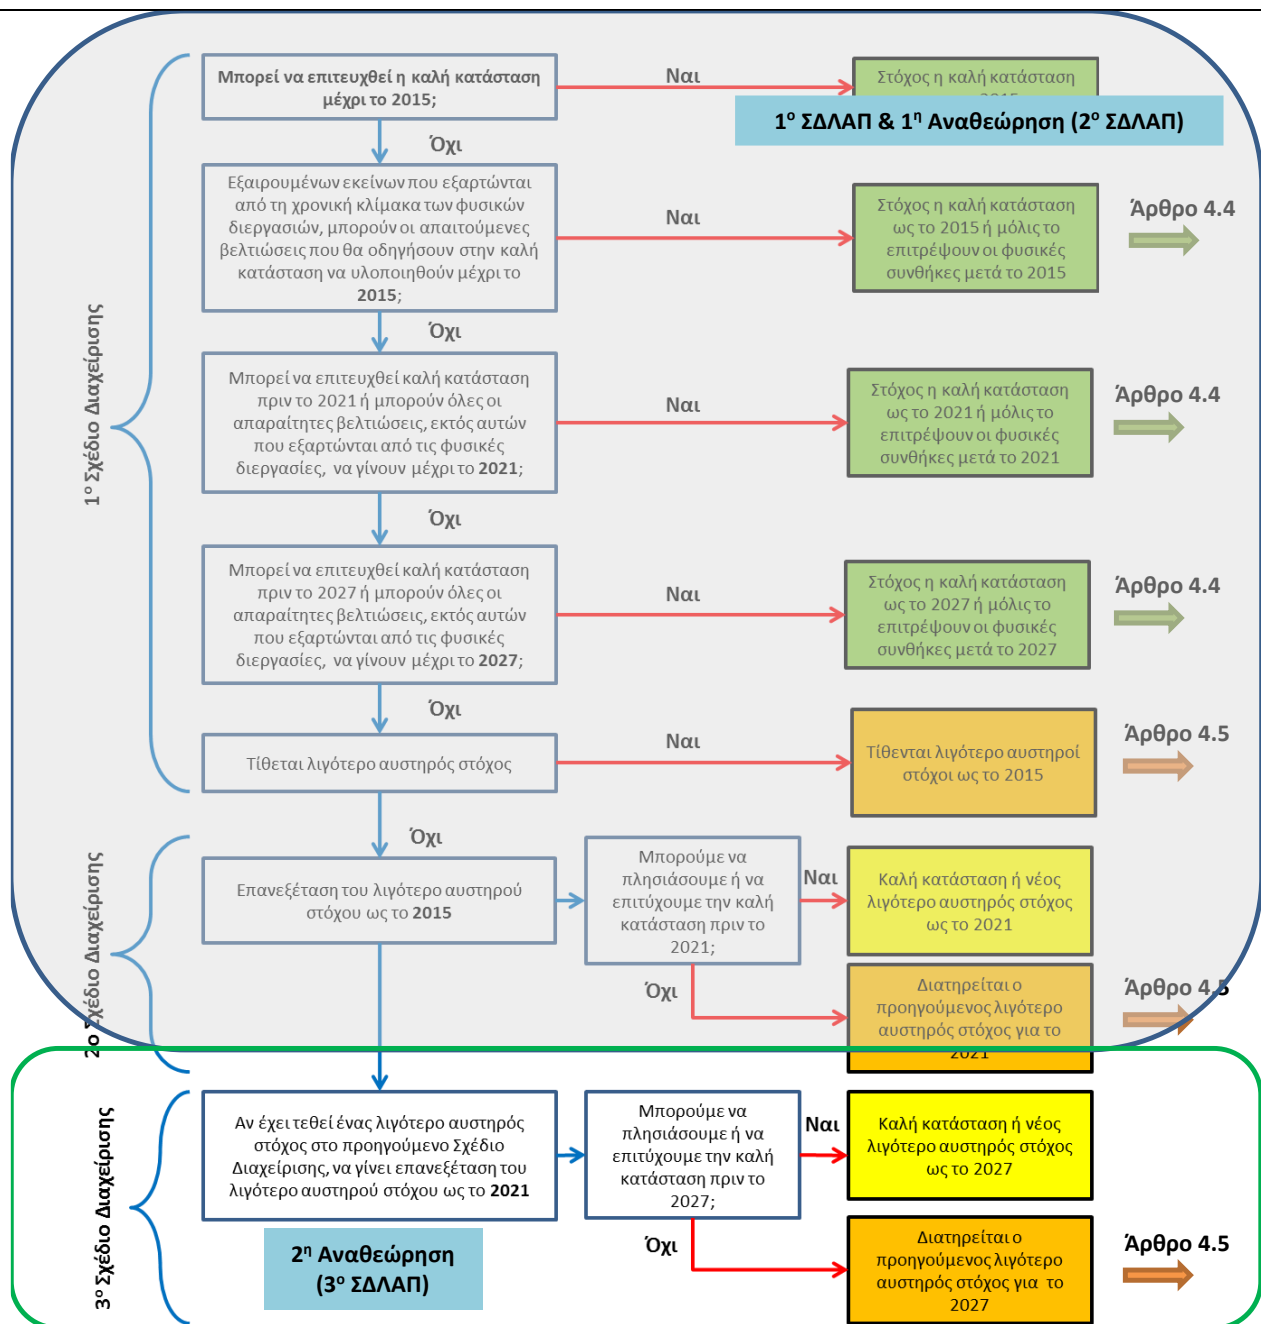 Μπορεί να επιτευχθεί η καλή κατάσταση
μέχρι το 2015;
Ναι
Στόχος η καλή κατάσταση
1ο ΣΔΛΑΠ & 1η Αναθεώρηση (2ο ΣΔΛΑΠ)
Όχι
Εξαιρουμένων εκείνων που εξαρτώνται
από τη χρονική κλίμακα των φυσικών
διεργασιών, μπορούν οι απαιτούμενες
βελτιώσεις που θα οδηγήσουν στην καλή
κατάσταση να υλοποιηθούν μέχρι το
2015;
Ναι
Στόχος η καλή κατάσταση
ως το 2015 ή μόλις το
επιτρέψουν οι φυσικές
συνθήκες μετά το 2015
Άρθρο 4.4
Όχι
1ο Σχέδιο Διαχείρισης
Μπορεί να επιτευχθεί καλή κατάσταση
πριν το 2021 ή μπορούν όλες οι
απαραίτητες βελτιώσεις, εκτός αυτών
που εξαρτώνται από τις φυσικές
διεργασίες, να γίνουν μέχρι το 2021;
Ναι
Στόχος η καλή κατάσταση
ως το 2021 ή μόλις το
επιτρέψουν οι φυσικές
συνθήκες μετά το 2021
Άρθρο 4.4
Όχι
Μπορεί να επιτευχθεί καλή κατάσταση
πριν το 2027 ή μπορούν όλες οι
απαραίτητες βελτιώσεις, εκτός αυτών
που εξαρτώνται από τις φυσικές
διεργασίες, να γίνουν μέχρι το 2027;
Ναι
Στόχος η καλή κατάσταση
ως το 2027 ή μόλις το
επιτρέψουν οι φυσικές
συνθήκες μετά το 2027
Άρθρο 4.4
Όχι
Τίθεται λιγότερο αυστηρός στόχος
Ναι
Τίθενται λιγότερο αυστηροί
στόχοι ως το 2015
Άρθρο 4.5
Όχι
2ο Σχέδιο Διαχείρισης
Επανεξέταση του λιγότερο αυστηρού
στόχου ως το 2015
Μπορούμε να
πλησιάσουμε ή να
επιτύχουμε την καλή
κατάσταση πριν το
2021;
Ναι
Καλή κατάσταση ή νέος
λιγότερο αυστηρός στόχος
ως το 2021
Όχι
Διατηρείται ο
προηγούμενος λιγότερο
αυστηρός στόχος για το
2021
Άρθρο 4.5
3ο Σχέδιο Διαχείρισης
Αν έχει τεθεί ένας λιγότερο αυστηρός
στόχος στο προηγούμενο Σχέδιο
Διαχείρισης, να γίνει επανεξέταση του
λιγότερο αυστηρού στόχου ως το 2021
Μπορούμε να
πλησιάσουμε ή να
επιτύχουμε την καλή
κατάσταση πριν το
2027;
Ναι
Καλή κατάσταση ή νέος
λιγότερο αυστηρός στόχος
ως το 2027
2η Αναθεώρηση
(3ο ΣΔΛΑΠ)
Όχι
Διατηρείται ο
προηγούμενος λιγότερο
αυστηρός στόχος για το
2027
Άρθρο 4.5